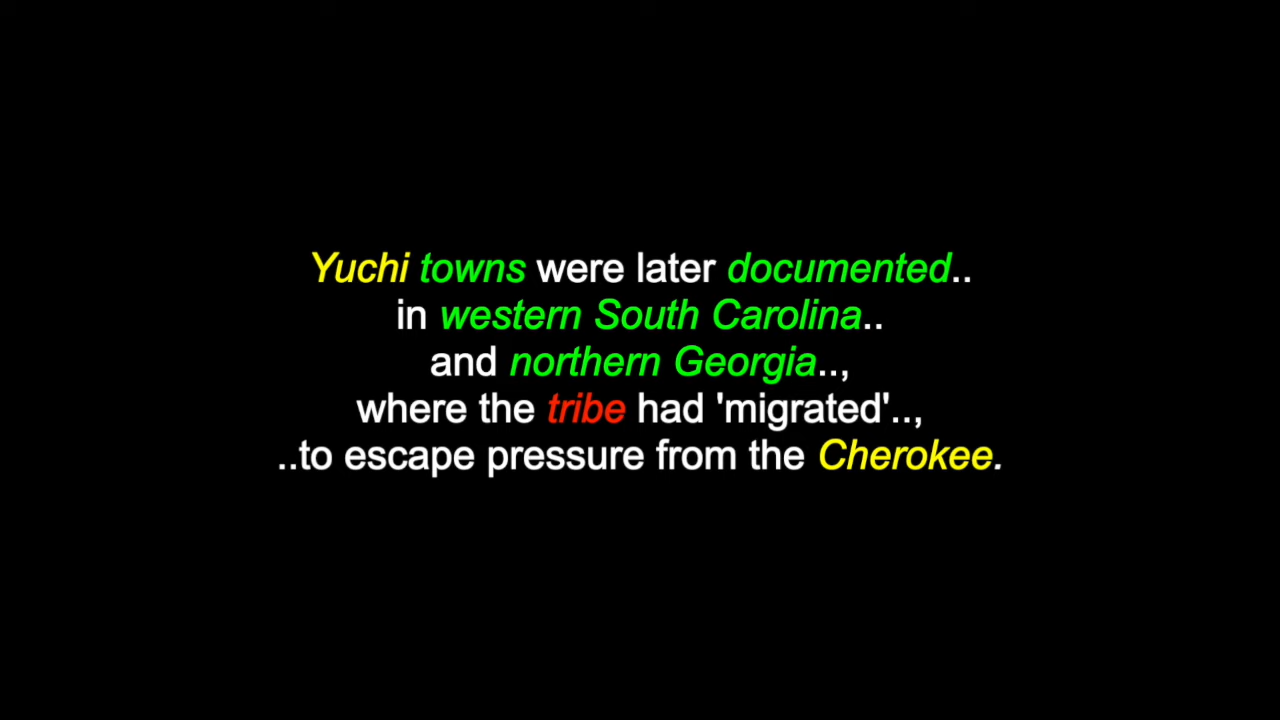 Yuchi towns were later documented..
in western South Carolina..
and northern Georgia..,
where the tribe had 'migrated'..,
..to escape pressure from the Cherokee.